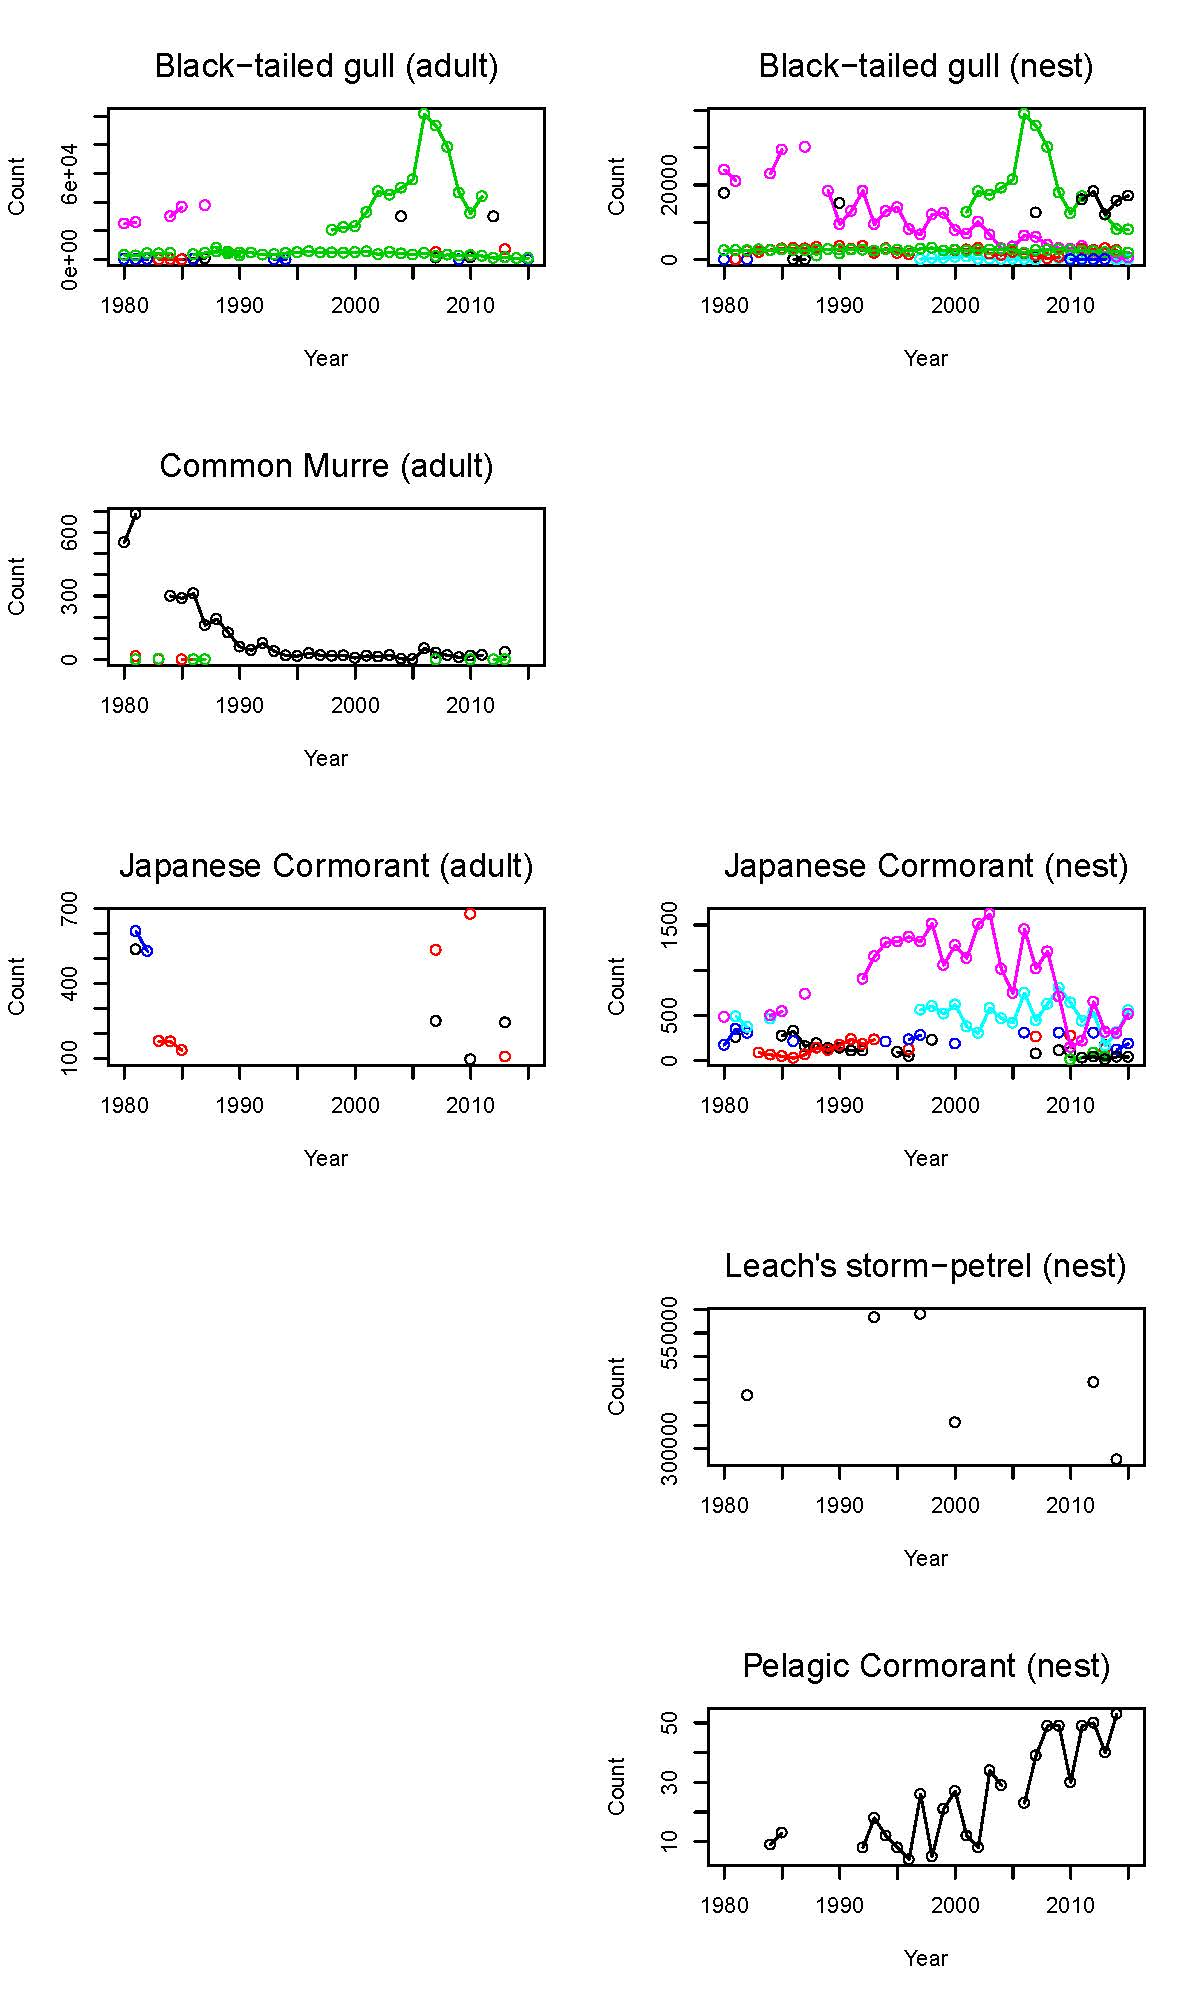 Black−tailed gull (adult)
Count
6e+04
0e+00
1980 1990 2000 2010
Year
Black−tailed gull (nest)
Count
20000
0
1980 1990 2000 2010
Year
Common Murre (adult)
Count
600
300
0
1980 1990 2000 2010
Year
Japanese Cormorant (adult)
Count
700
400
100
1980 1990 2000 2010
Year
Japanese Cormorant (nest)
Count
1500
500
0
1980 1990 2000 2010
Year
Leach's storm−petrel (nest)
Count
550000
300000
1980 1990 2000 2010
Year
Pelagic Cormorant (nest)
Count
50
30
10
1980 1990 2000 2010
Year